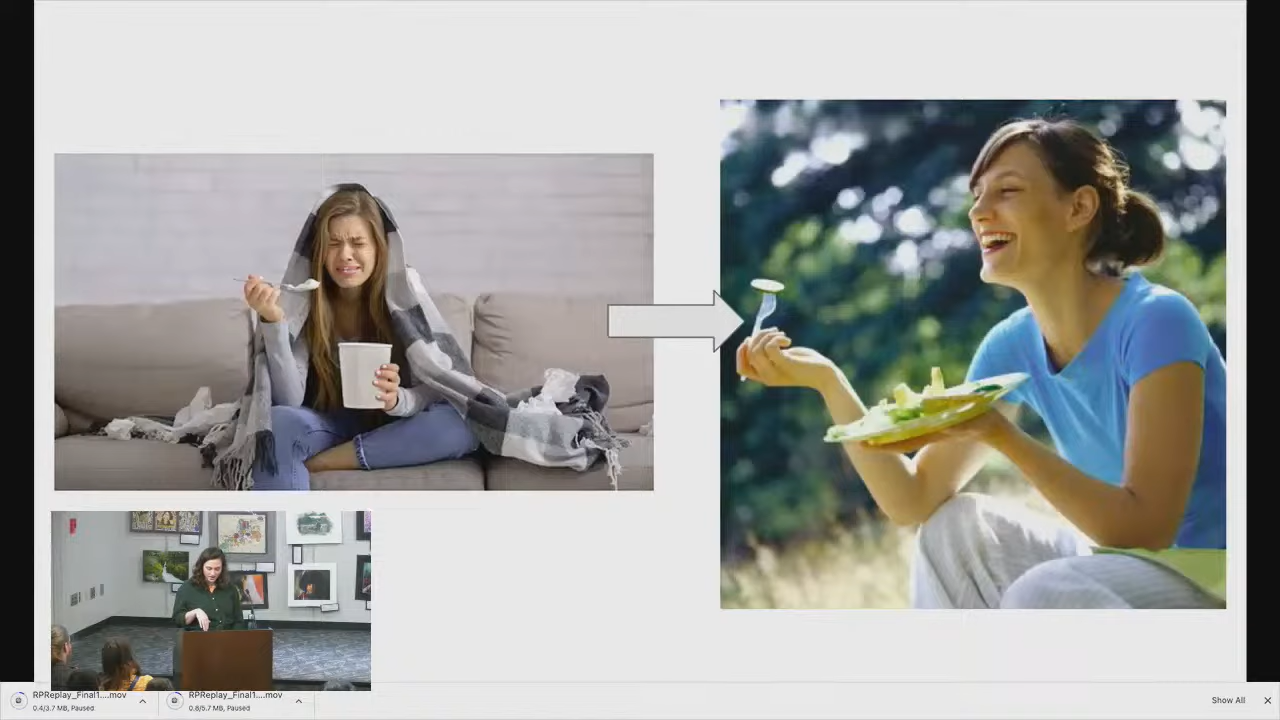 RPReplay_Final1....mov
0.4/3.7 MB, Paused
RPReplay_Final1....mov
0.8/5.7 MB, Paused
Show All